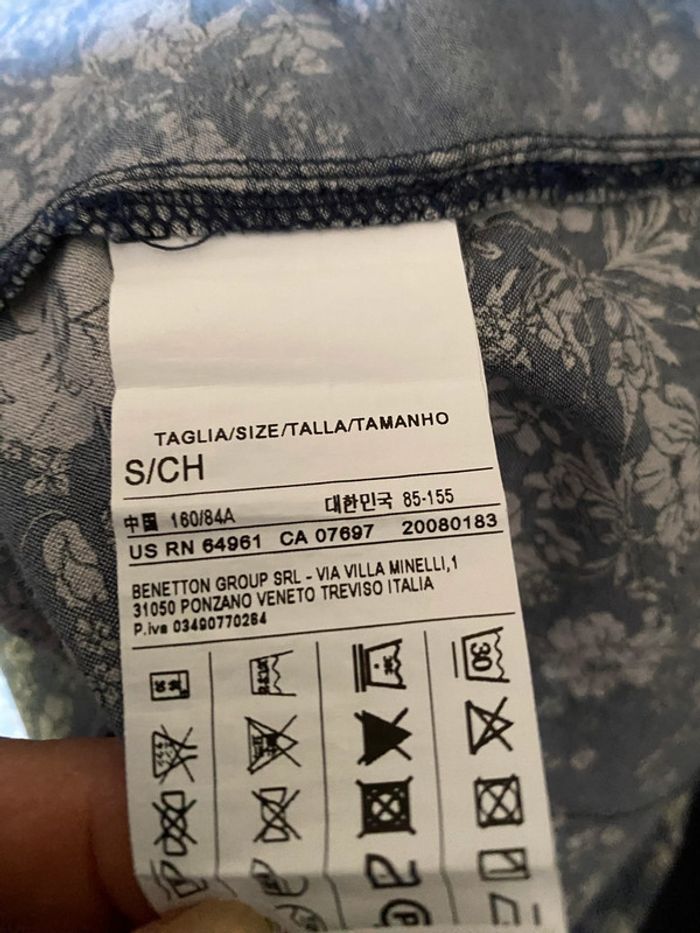 TAGLIA/SIZE/TALLA/TAMANHO
S/CH
中国 160/84A 대한민국 85-155
US RN 64961 CA 07697 20080183
BENETTON GROUP SRL - VIA VILLA MINELLI,1
31050 PONZANO VENETO TREVISO ITALIA
P.iva 03490770264
30